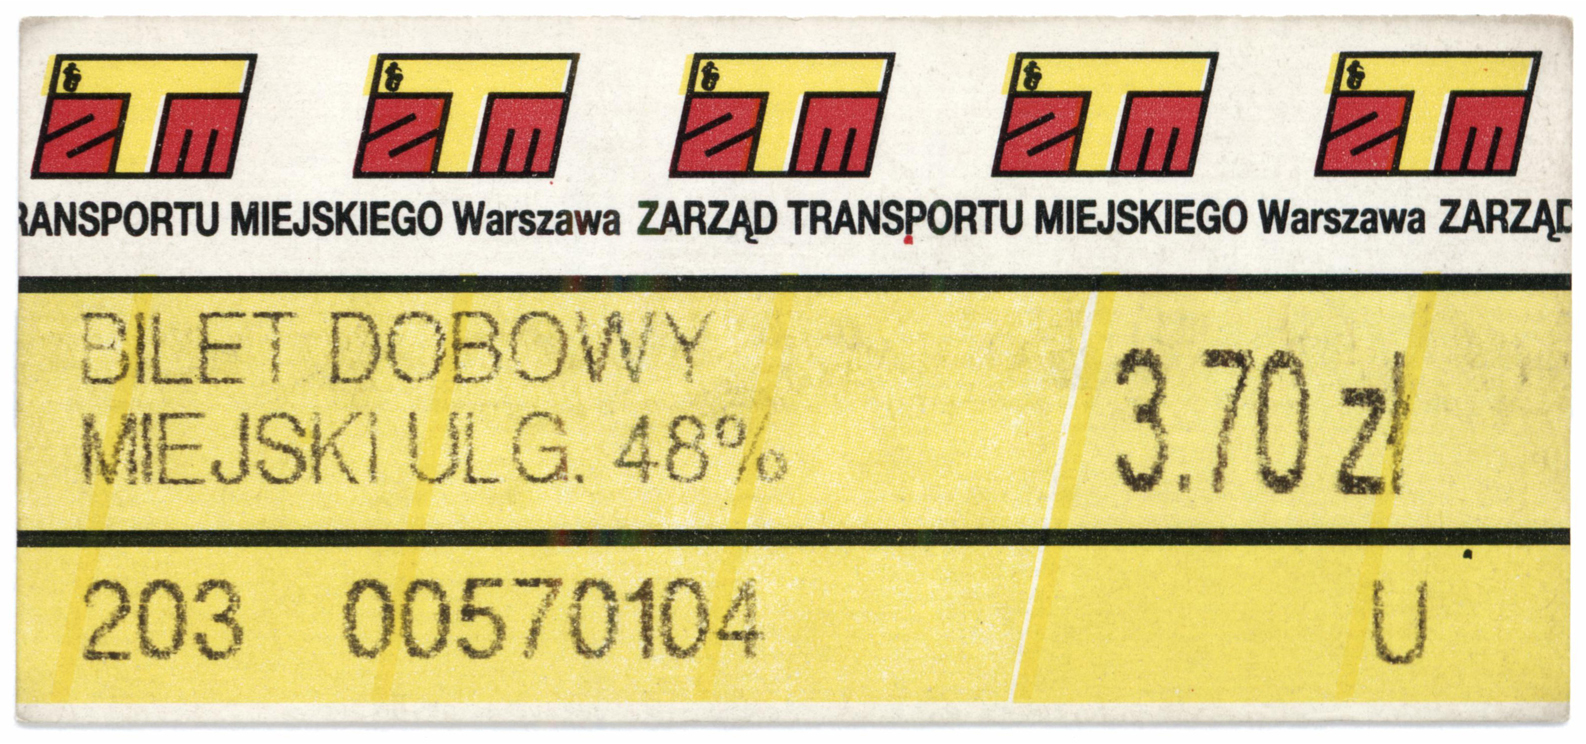 ZTM ZTM ZTM ZTM ZTM
RANSPORTU MIEJSKIEGO Warszawa ZARZĄD TRANSPORTU MIEJSKIEGO Warszawa ZARZĄD
BILET DOBOWY
MIEJSKI ULG. 48%
3.70 zł
203 00570104 U